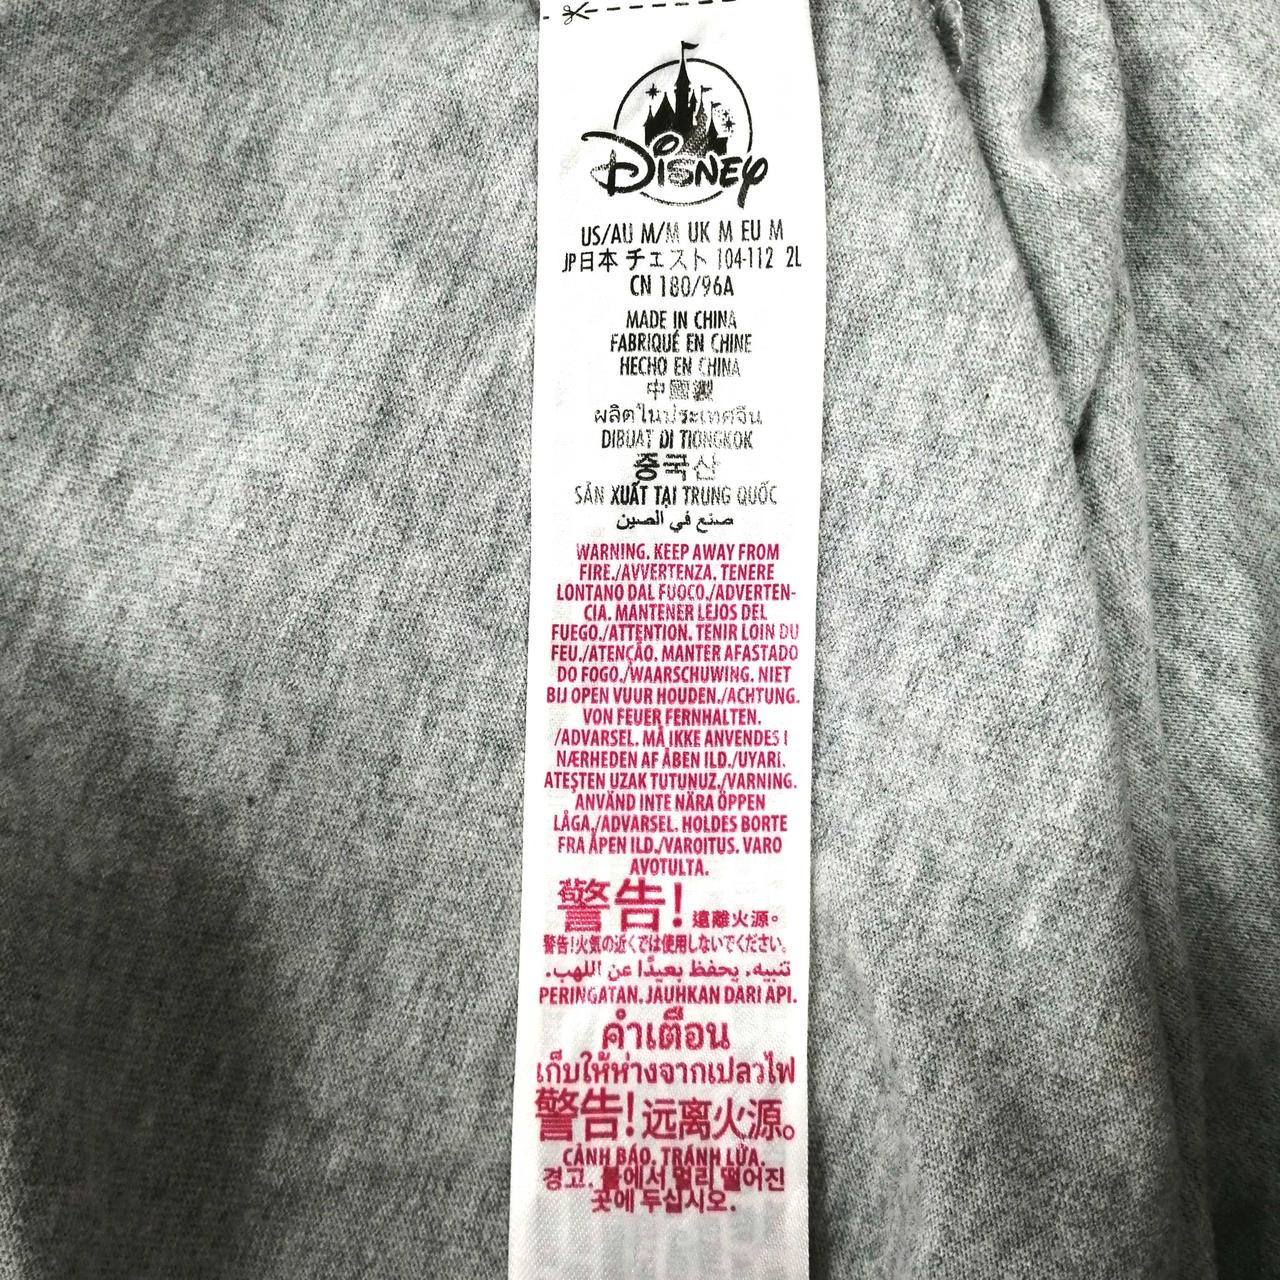 Disney
US/AU M/M UK M EU M
JP日本 チェスト 104-112 2L
CN 180/96A
MADE IN CHINA
FABRIQUÉ EN CHINE
HECHO EN CHINA
中國製
ผลิตในประเทศจีน
DIBUAT DI TIONGKOK
중국산
SẢN XUẤT TẠI TRUNG QUỐC
صنع في الصين
WARNING. KEEP AWAY FROM
FIRE./AVVERTENZA. TENERE
LONTANO DAL FUOCO./ADVERTEN-
CIA. MANTENER LEJOS DEL
FUEGO./ATTENTION. TENIR LOIN DU
FEU./ATENÇÃO. MANTER AFASTADO
DO FOGO./WAARSCHUWING. NIET
BIJ OPEN VUUR HOUDEN./ACHTUNG.
VON FEUER FERNHALTEN.
/ADVARSEL. MÅ IKKE ANVENDES I
NÆRHEDEN AF ÅBEN ILD./UYARI.
ATEŞTEN UZAK TUTUNUZ./VARNING.
ANVÄND INTE NÄRA ÖPPEN
LÅGA./ADVARSEL. HOLDES BORTE
FRA ÅPEN ILD./VAROITUS. VARO
AVOTULTA.
警告! 遠離火源。
警告!火気の近くでは使用しないでください。
تنبيه. يحفظ بعيدًا عن اللهب.
PERINGATAN. JAUHKAN DARI API.
คำเตือน
เก็บให้ห่างจากเปลวไฟ
警告! 远离火源。
CẢNH BÁO. TRÁNH LỬA.
경고. 불에서 멀리 떨어진
곳에 두십시오.